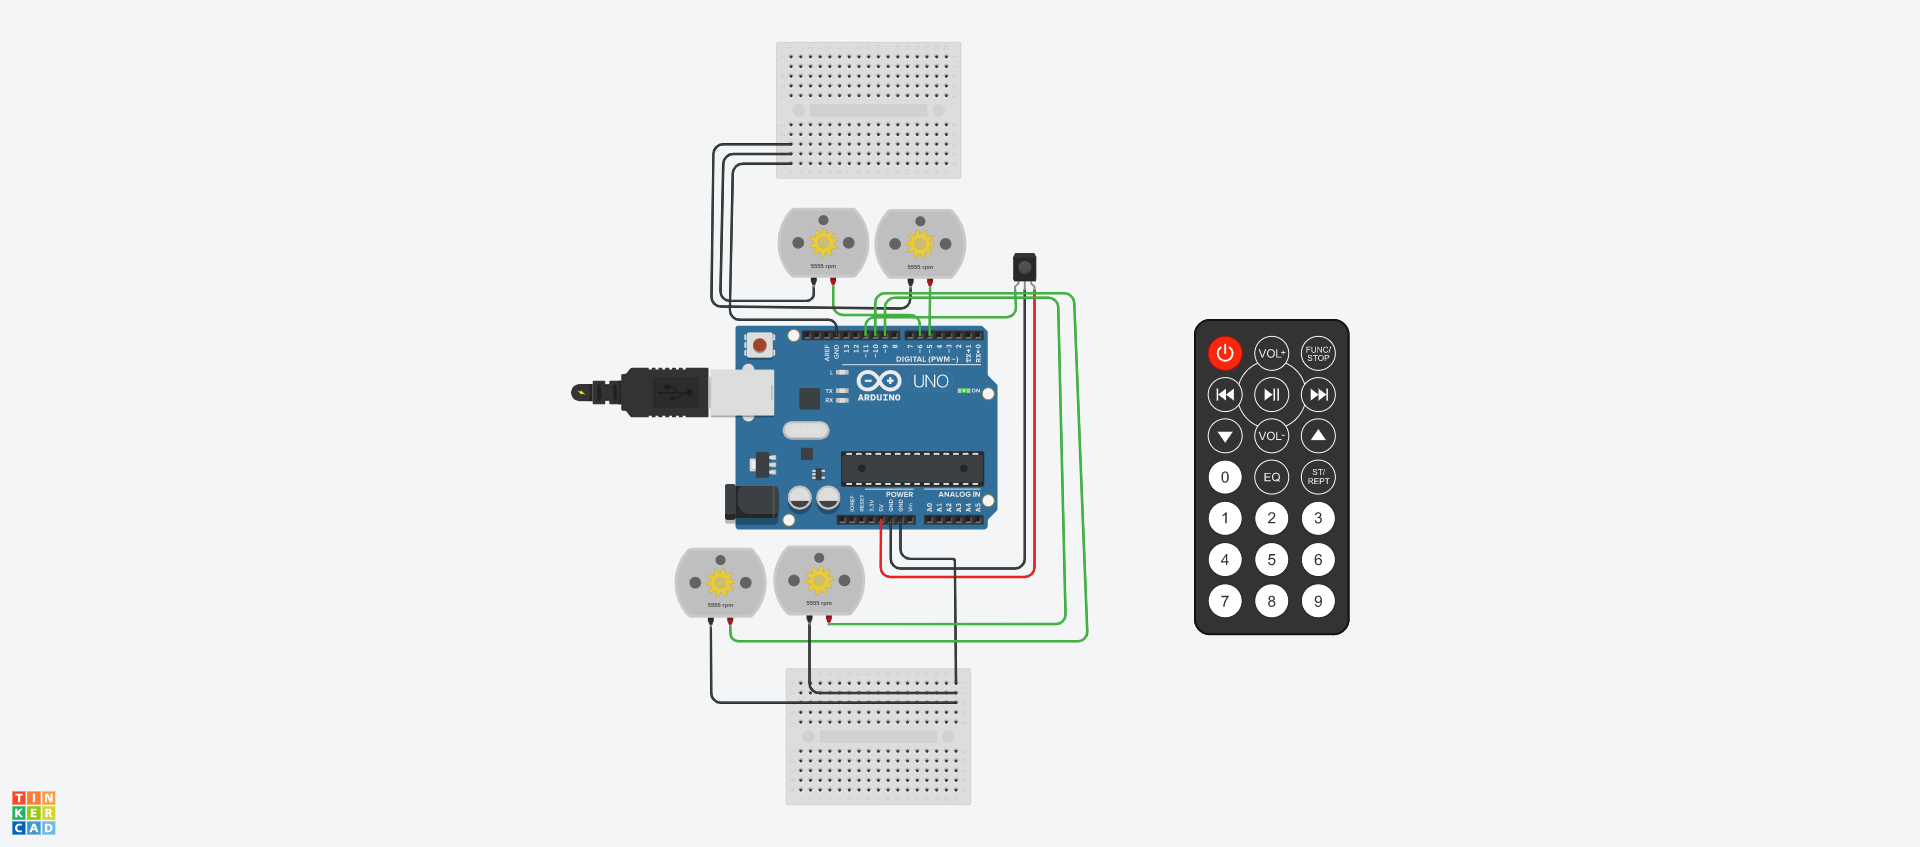 5555 rpm
5555 rpm
AREF
GND
13
12
~11
~10
~9
8
7
~6
~5
4
~3
2
TX→1
RX←0
DIGITAL (PWM~)
L
TX
RX
ARDUINO
UNO
ON
POWER
ANALOG IN
IOREF
RESET
3.3V
5V
GND
GND
Vin
A0
A1
A2
A3
A4
A5
5555 rpm
5555 rpm
VOL+
FUNC/
STOP
VOL-
0
EQ
ST/
REPT
1 2 3
4 5 6
7 8 9
TIN
KER
CAD